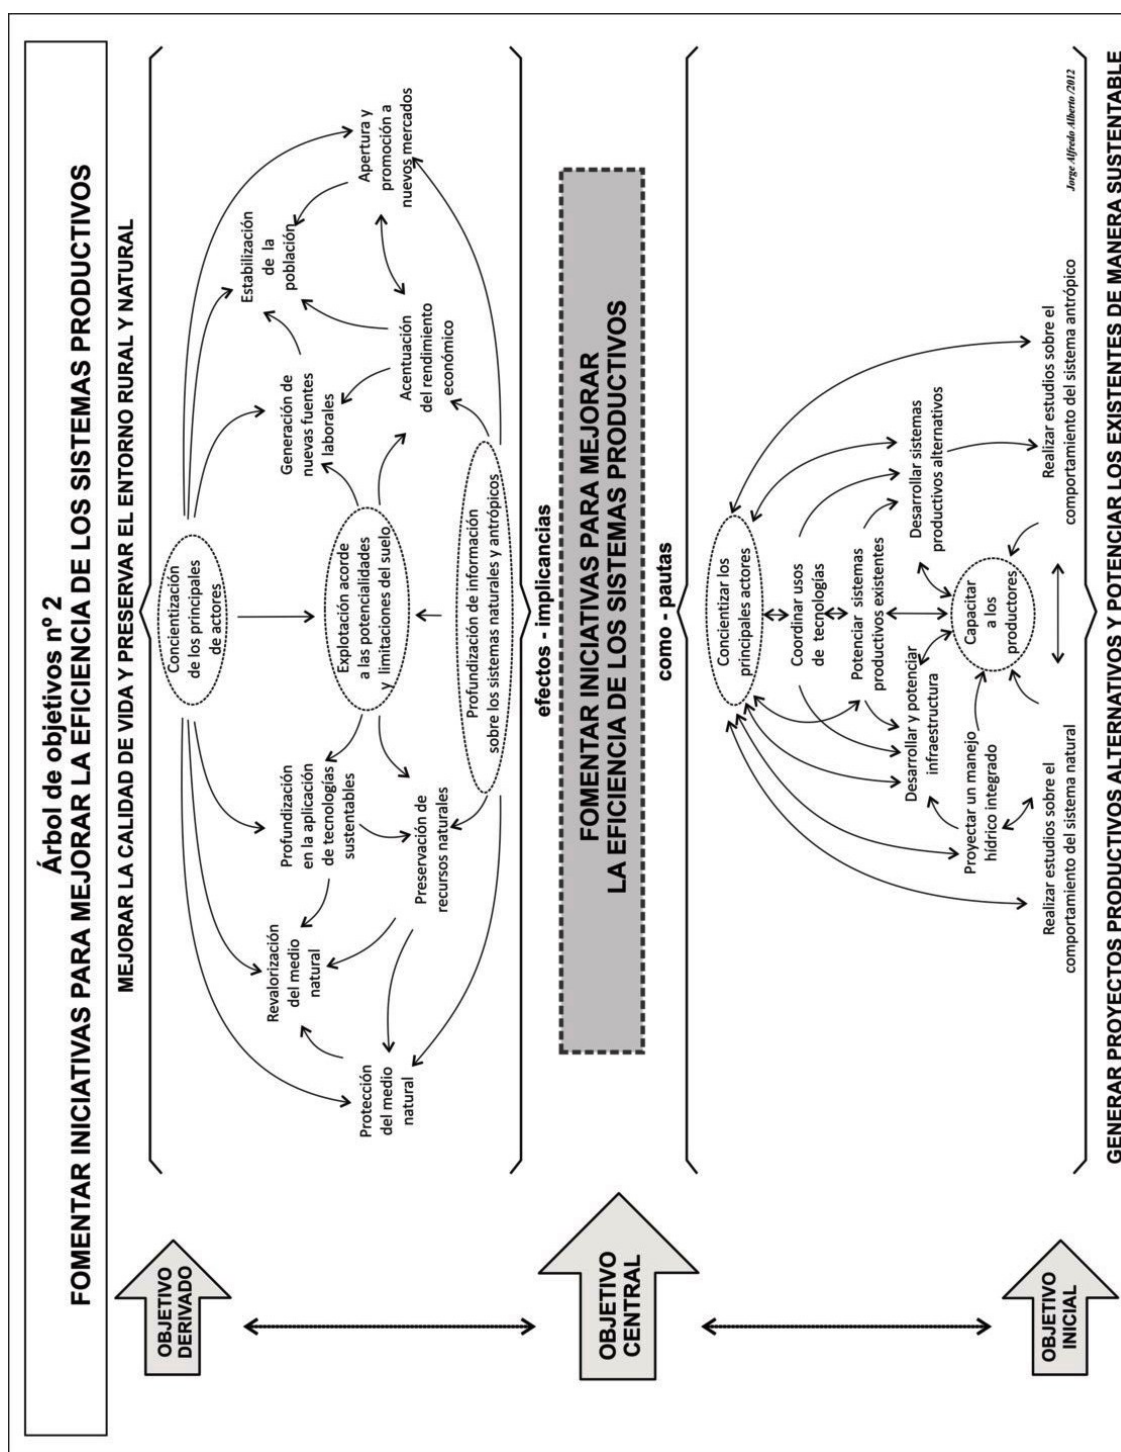 Árbol de objetivos nº 2
FOMENTAR INICIATIVAS PARA MEJORAR LA EFICIENCIA DE LOS SISTEMAS PRODUCTIVOS
OBJETIVO
DERIVADO
MEJORAR LA CALIDAD DE VIDA Y PRESERVAR EL ENTORNO RURAL Y NATURAL
Concientización
de los principales
de actores
Protección
del medio
natural
Revalorización
del medio
natural
Profundización
en la aplicación
de tecnologías
sustentables
Preservación de
recursos naturales
Explotación acorde
a las potencialidades
y limitaciones del suelo
Profundización de información
sobre los sistemas naturales y antrópicos
Generación de
nuevas fuentes
laborales
Acentuación
del rendimiento
económico
Estabilización
de la
población
Apertura y
promoción a
nuevos mercados
efectos - implicancias
OBJETIVO
CENTRAL
FOMENTAR INICIATIVAS PARA MEJORAR
LA EFICIENCIA DE LOS SISTEMAS PRODUCTIVOS
como - pautas
Concientizar los
principales actores
Coordinar usos
de tecnologías
Potenciar sistemas
productivos existentes
Desarrollar y potenciar
infraestructura
Desarrollar sistemas
productivos alternativos
Proyectar un manejo
hídrico integrado
Capacitar
a los
productores
Realizar estudios sobre el
comportamiento del sistema natural
Realizar estudios sobre el
comportamiento del sistema antrópico
Jorge Alfredo Alberto /2012
OBJETIVO
INICIAL
GENERAR PROYECTOS PRODUCTIVOS ALTERNATIVOS Y POTENCIAR LOS EXISTENTES DE MANERA SUSTENTABLE